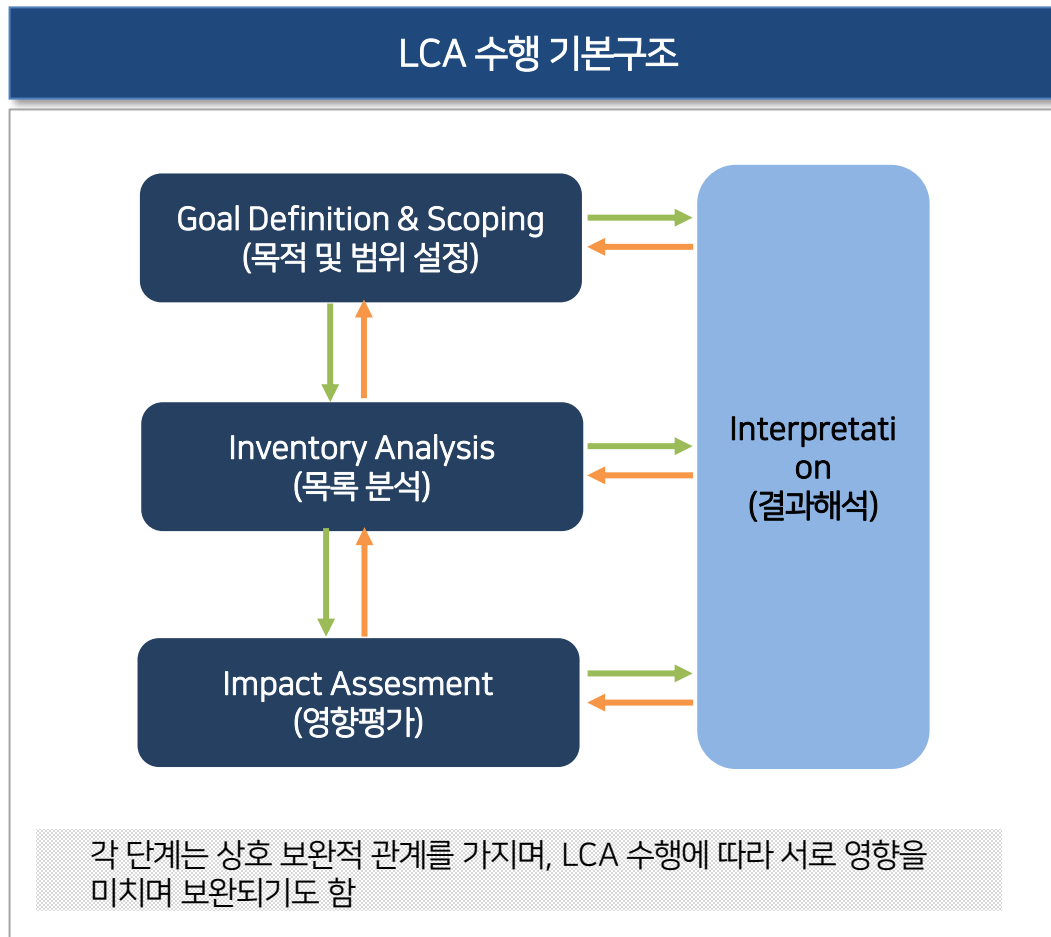 LCA 수행 기본구조
Goal Definition & Scoping
(목적 및 범위 설정)
Inventory Analysis
(목록 분석)
Interpretati
on
(결과해석)
Impact Assesment
(영향평가)
각 단계는 상호 보완적 관계를 가지며, LCA 수행에 따라 서로 영향을
미치며 보완되기도 함